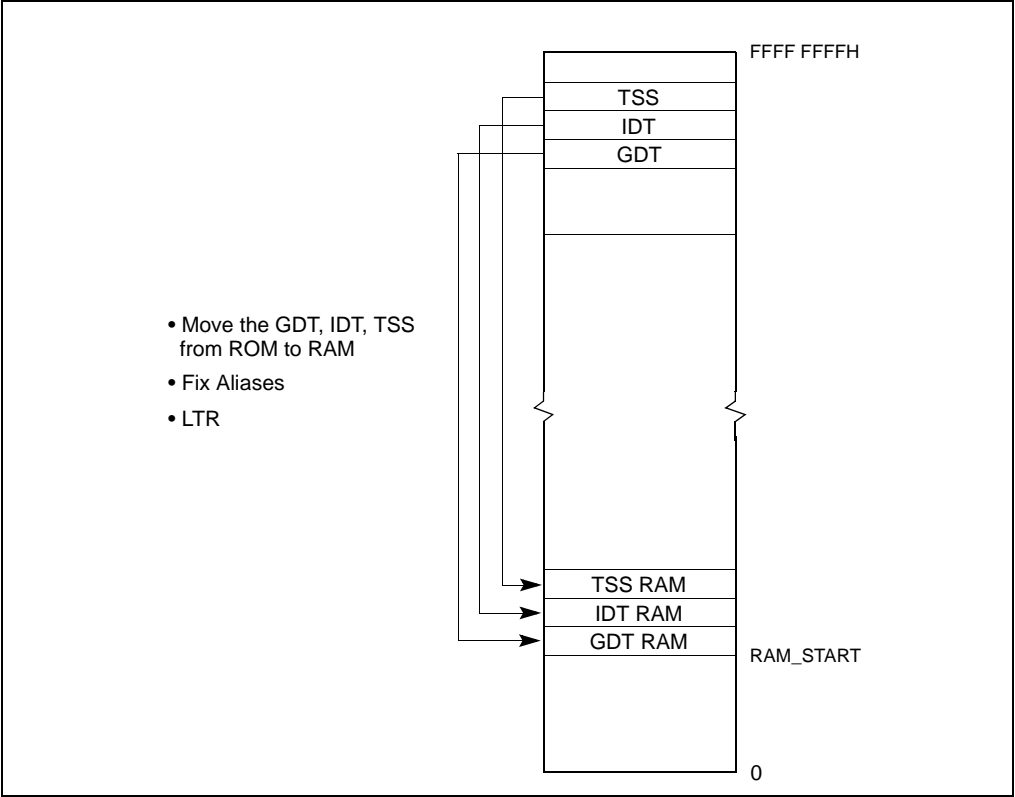 FFFF FFFFH
TSS
IDT
GDT
• Move the GDT, IDT, TSS
from ROM to RAM
• Fix Aliases
• LTR
TSS RAM
IDT RAM
GDT RAM
RAM_START
0